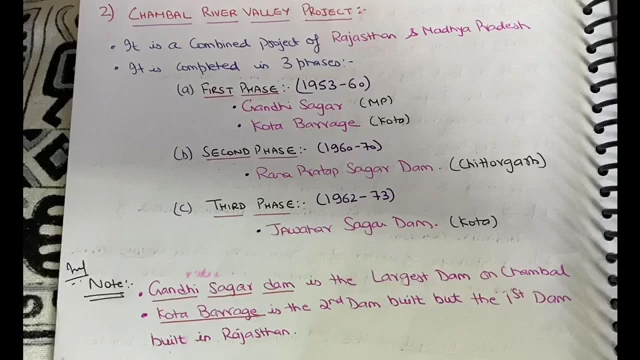 2) CHAMBAL RIVER VALLEY PROJECT:-
• It is a Combined project of Rajasthan & Madhya Pradesh
• It is completed in 3 phases:-
(a) FIRST PHASE:- (1953-60)
• Gandhi Sagar (MP)
• Kota Barrage (Kota)
(b) SECOND PHASE:- (1960-70)
• Rana Pratap Sagar Dam. (Chittorgarh)
(c) THIRD PHASE:- (1962-73)
• Jawahar Sagar Dam. (Kota)
Note:-
• Gandhi Sagar dam is the Largest Dam on Chambal
• Kota Barrage is the 2nd Dam built but the 1st Dam
built in Rajasthan.